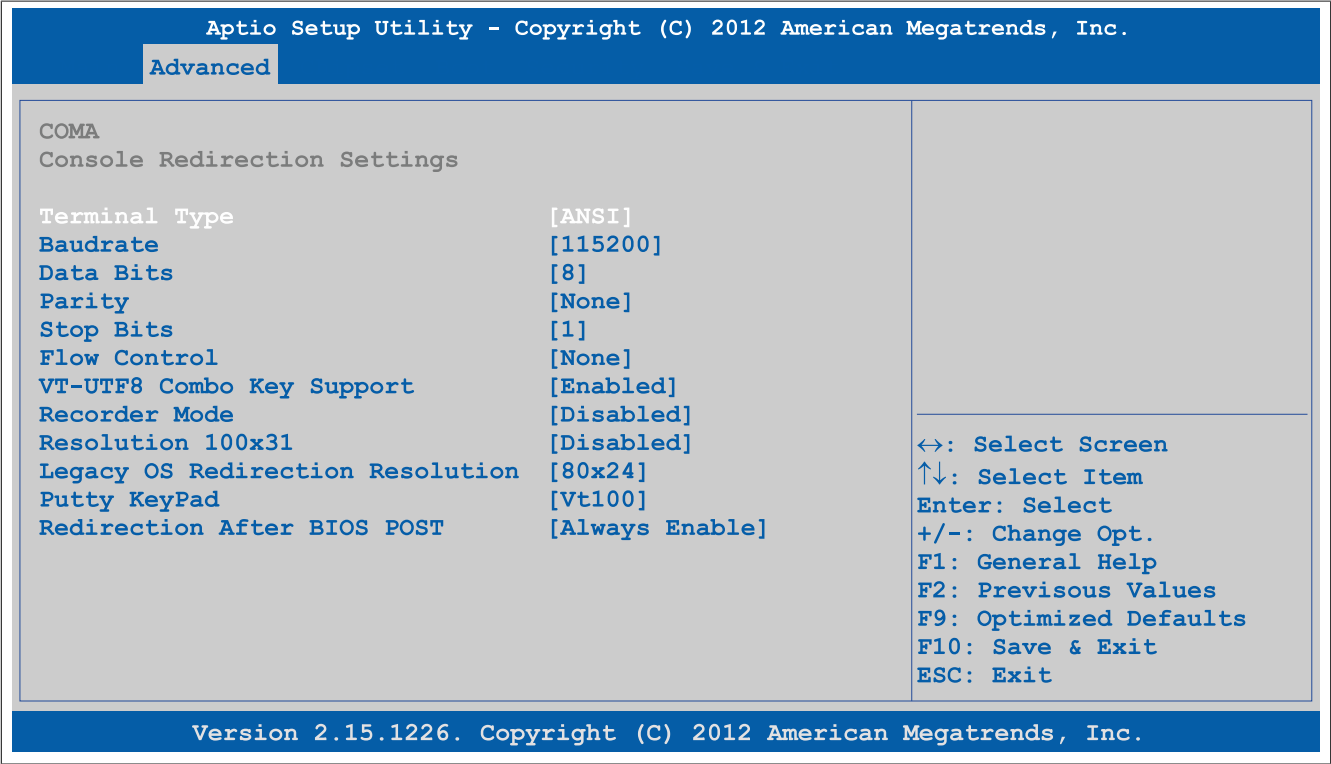 Aptio Setup Utility - Copyright (C) 2012 American Megatrends, Inc.
Advanced
COMA
Console Redirection Settings
Terminal Type [ANSI]
Baudrate [115200]
Data Bits [8]
Parity [None]
Stop Bits [1]
Flow Control [None]
VT-UTF8 Combo Key Support [Enabled]
Recorder Mode [Disabled]
Resolution 100x31 [Disabled]
Legacy OS Redirection Resolution [80x24]
Putty KeyPad [Vt100]
Redirection After BIOS POST [Always Enable]
↔: Select Screen
↑↓: Select Item
Enter: Select
+/-: Change Opt.
F1: General Help
F2: Previsous Values
F9: Optimized Defaults
F10: Save & Exit
ESC: Exit
Version 2.15.1226. Copyright (C) 2012 American Megatrends, Inc.